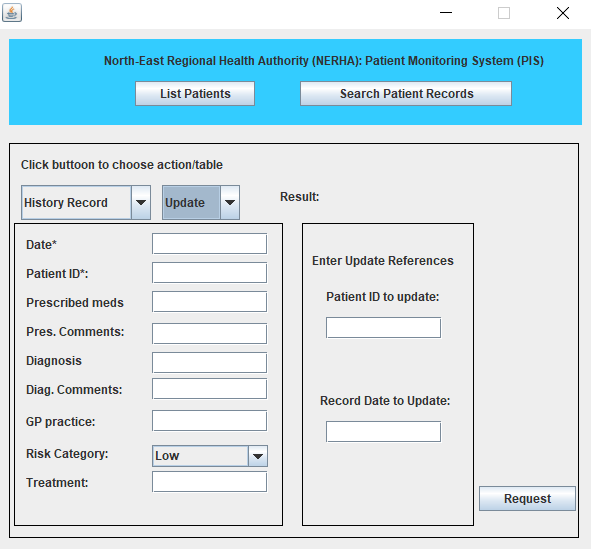 North-East Regional Health Authority (NERHA): Patient Monitoring System (PIS)
List Patients
Search Patient Records
Click buttoon to choose action/table
History Record
Update
Result:
Date*
Patient ID*:
Prescribed meds
Pres. Comments:
Diagnosis
Diag. Comments:
GP practice:
Risk Category:
Low
Treatment:
Enter Update References
Patient ID to update:
Record Date to Update:
Request